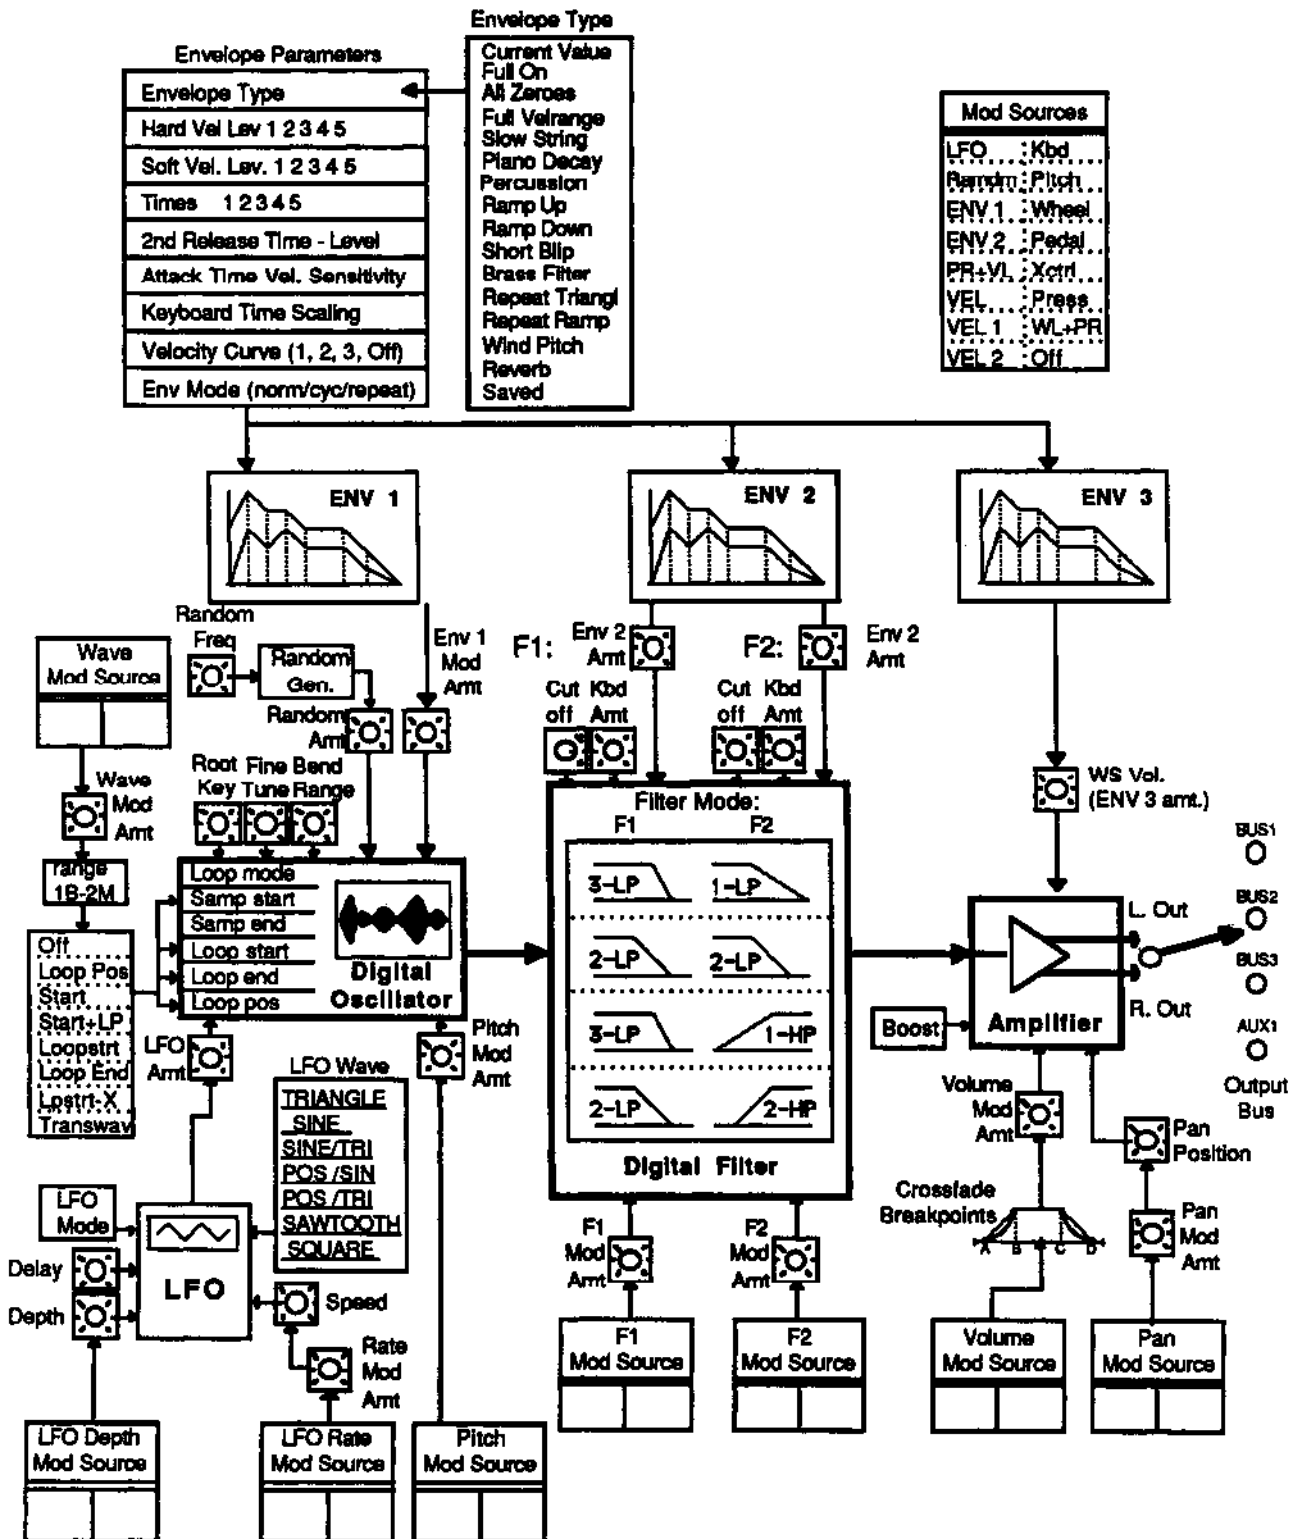 Envelope Type
Current Value
Full On
All Zeroes
Full Velrange
Slow String
Piano Decay
Percussion
Ramp Up
Ramp Down
Short Blip
Brass Filter
Repeat Triangl
Repeat Ramp
Wind Pitch
Reverb
Saved
Envelope Parameters
Envelope Type
Hard Vel Lev 1 2 3 4 5
Soft Vel. Lev. 1 2 3 4 5
Times 1 2 3 4 5
2nd Release Time - Level
Attack Time Vel. Sensitivity
Keyboard Time Scaling
Velocity Curve (1, 2, 3, Off)
Env Mode (norm/cyc/repeat)
Mod Sources
LFO Kbd
Ramdm Pitch
ENV 1 Wheel
ENV 2 Pedal
PR+VL Xctrl
VEL Press
VEL 1 WL+PR
VEL 2 Off
ENV 1
ENV 2
ENV 3
Random
Freq
Random
Gen.
Random
Amt
Env 1
Mod
Amt
Wave
Mod Source
Wave
Mod
Amt
range
1B-2M
Off
Loop Pos
Start
Start+LP
Loopstrt
Loop End
Lpstrt-X
Transwav
Root
Key
Fine
Tune
Bend
Range
Loop mode
Samp start
Samp end
Loop start
Loop end
Loop pos
Digital
Oscillator
F1:
Env 2
Amt
F2:
Env 2
Amt
Cut
off
Kbd
Amt
Cut
off
Kbd
Amt
Filter Mode:
F1 F2
3-LP 1-LP
2-LP 2-LP
3-LP 1-HP
2-LP 2-HP
Digital Filter
WS Vol.
(ENV 3 amt.)
L. Out
R. Out
Amplifier
Boost
BUS1
BUS2
BUS3
AUX1
Output
Bus
LFO
Amt
Pitch
Mod
Amt
LFO Wave
TRIANGLE
SINE
SINE/TRI
POS /SIN
POS /TRI
SAWTOOTH
SQUARE
LFO
Mode
Delay
Depth
LFO
Speed
Rate
Mod
Amt
LFO Depth
Mod Source
LFO Rate
Mod Source
Pitch
Mod Source
F1
Mod
Amt
F2
Mod
Amt
F1
Mod Source
F2
Mod Source
Volume
Mod
Amt
Pan
Position
Crossfade
Breakpoints
A B C D
Pan
Mod
Amt
Volume
Mod Source
Pan
Mod Source